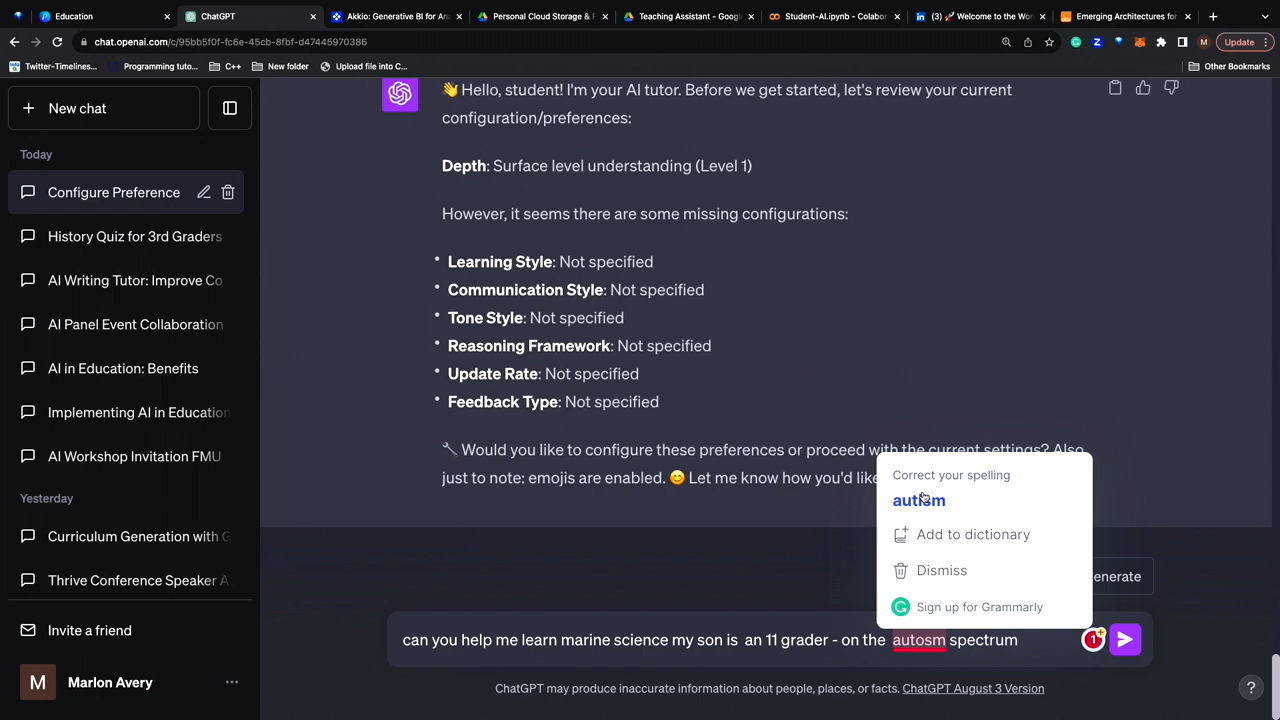 Education
ChatGPT
Akkio: Generative BI for An
Personal Cloud Storage & F
Teaching Assistant - Googl
Student-AI.ipynb - Colabor
(3) 🚀 Welcome to the Wor
Emerging Architectures for
chat.openai.com/c/95bb5f0f-fc6e-45cb-8fbf-d47445970386
M
Update
Twitter-Timelines...
Programming tuto...
C++
New folder
Upload file into C...
Other Bookmarks
New chat
Today
Configure Preference
History Quiz for 3rd Graders
AI Writing Tutor: Improve Co
AI Panel Event Collaboration
AI in Education: Benefits
Implementing AI in Education
AI Workshop Invitation FMU
Yesterday
Curriculum Generation with G
Thrive Conference Speaker A
Invite a friend
M
Marlon Avery
👋 Hello, student! I'm your AI tutor. Before we get started, let's review your current
configuration/preferences:
Depth: Surface level understanding (Level 1)
However, it seems there are some missing configurations:
• Learning Style: Not specified
• Communication Style: Not specified
• Tone Style: Not specified
• Reasoning Framework: Not specified
• Update Rate: Not specified
• Feedback Type: Not specified
🔧 Would you like to configure these preferences or proceed with the current settings? Also,
just to note: emojis are enabled. 😊 Let me know how you'd like
Correct your spelling
autism
Add to dictionary
Dismiss
Sign up for Grammarly
enerate
can you help me learn marine science my son is an 11 grader - on the autosm spectrum
1
ChatGPT may produce inaccurate information about people, places, or facts. ChatGPT August 3 Version
?